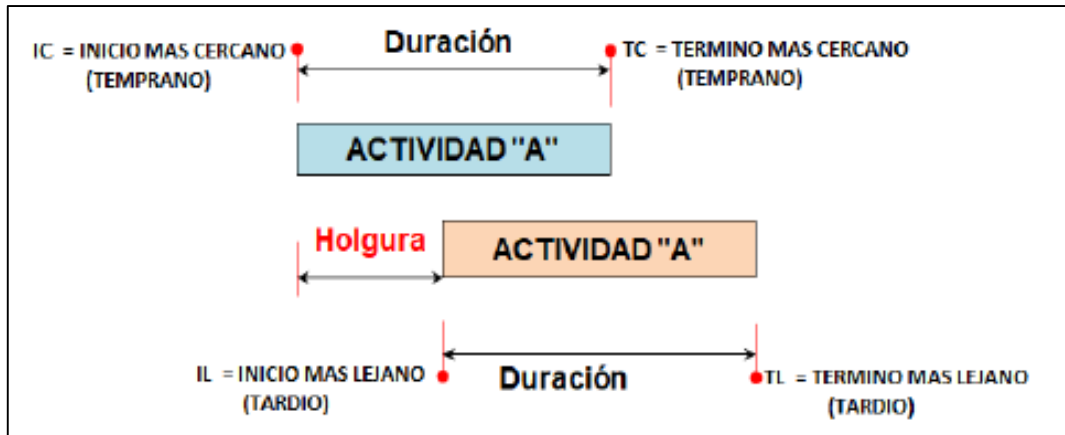 Duración
IC = INICIO MAS CERCANO
(TEMPRANO)
TC = TERMINO MAS CERCANO
(TEMPRANO)
ACTIVIDAD "A"
Holgura
ACTIVIDAD "A"
IL = INICIO MAS LEJANO
(TARDIO)
Duración
TL = TERMINO MAS LEJANO
(TARDIO)